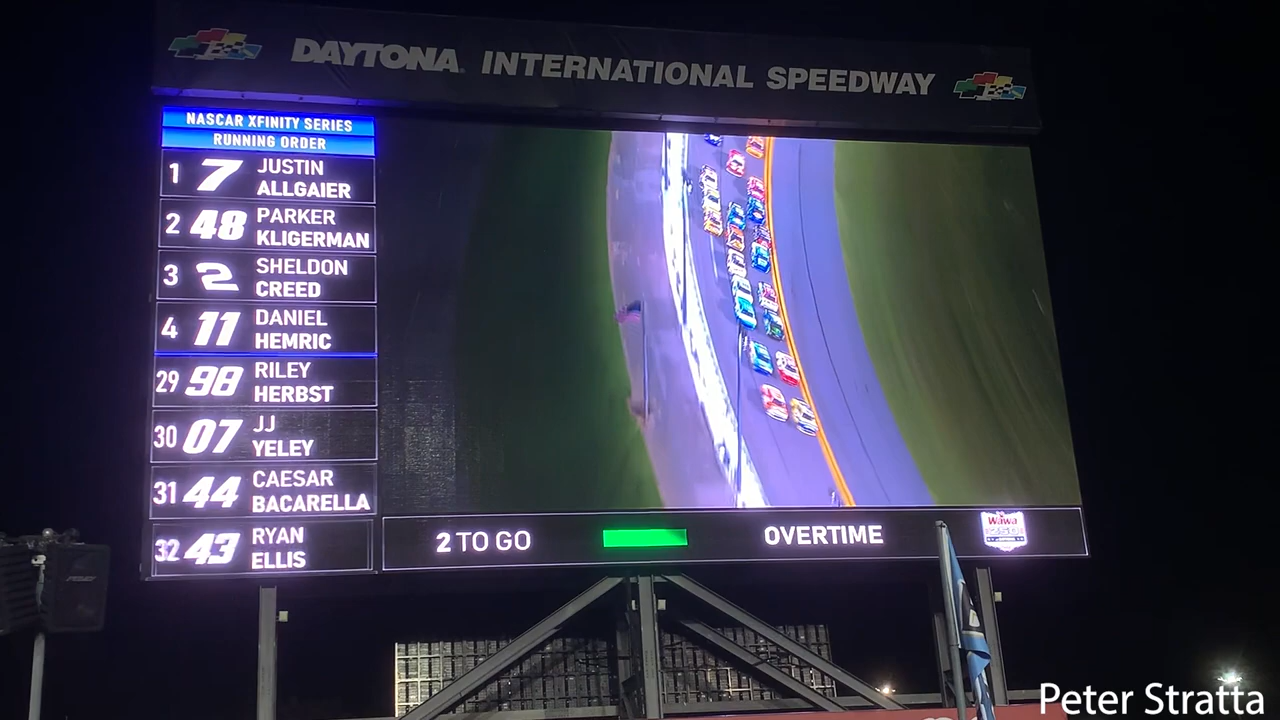 DAYTONA INTERNATIONAL SPEEDWAY
NASCAR XFINITY SERIES
RUNNING ORDER
1 7 JUSTIN
ALLGAIER
2 48 PARKER
KLIGERMAN
3 2 SHELDON
CREED
4 11 DANIEL
HEMRIC
29 98 RILEY
HERBST
30 07 JJ
YELEY
31 44 CAESAR
BACARELLA
32 43 RYAN
ELLIS
2 TO GO OVERTIME
Wawa
250
Peter Stratta